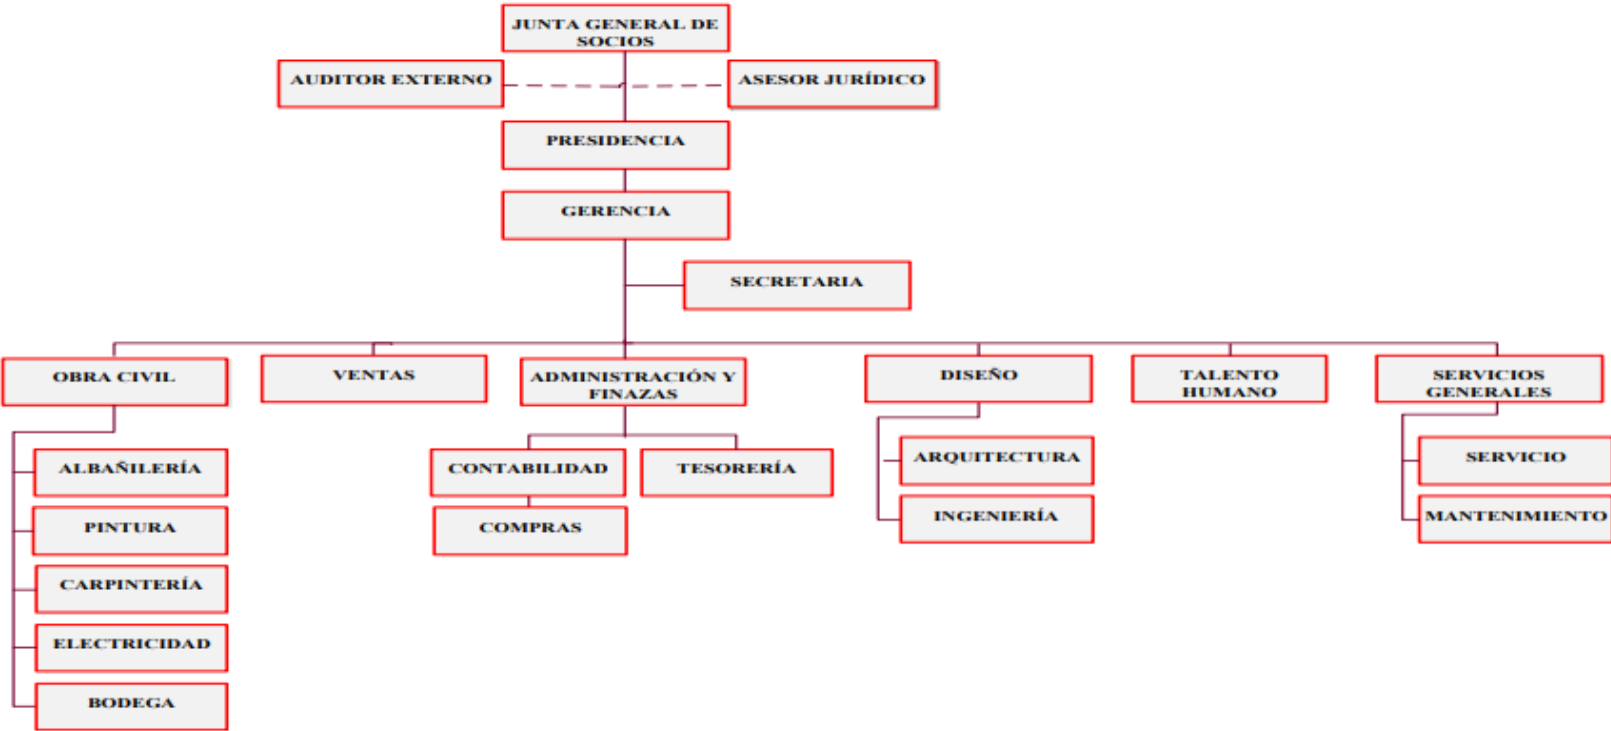 JUNTA GENERAL DE
SOCIOS
AUDITOR EXTERNO
ASESOR JURÍDICO
PRESIDENCIA
GERENCIA
SECRETARIA
OBRA CIVIL
VENTAS
ADMINISTRACIÓN Y
FINAZAS
DISEÑO
TALENTO
HUMANO
SERVICIOS
GENERALES
ALBAÑILERÍA
PINTURA
CARPINTERÍA
ELECTRICIDAD
BODEGA
CONTABILIDAD
TESORERÍA
COMPRAS
ARQUITECTURA
INGENIERÍA
SERVICIO
MANTENIMIENTO